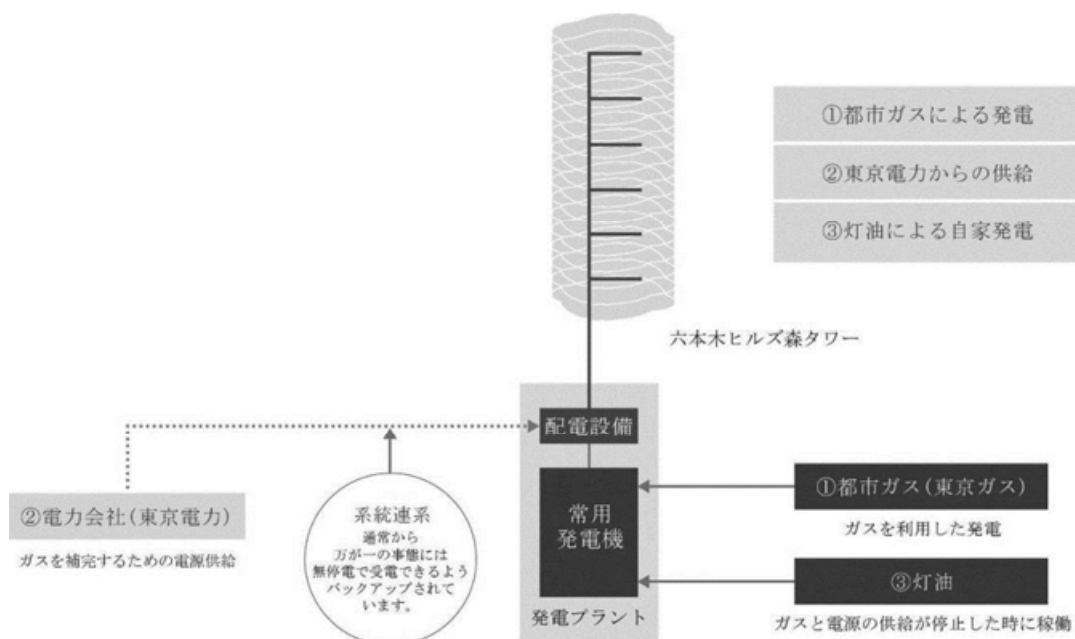 ①都市ガスによる発電
②東京電力からの供給
③灯油による自家発電
六本木ヒルズ森タワー
配電設備
②電力会社(東京電力)
ガスを補完するための電源供給
系統連系
通常から
万が一の事態には
無停電で受電できるよう
バックアップされて
います。
常用
発電機
発電プラント
①都市ガス(東京ガス)
ガスを利用した発電
③灯油
ガスと電源の供給が停止した時に稼働